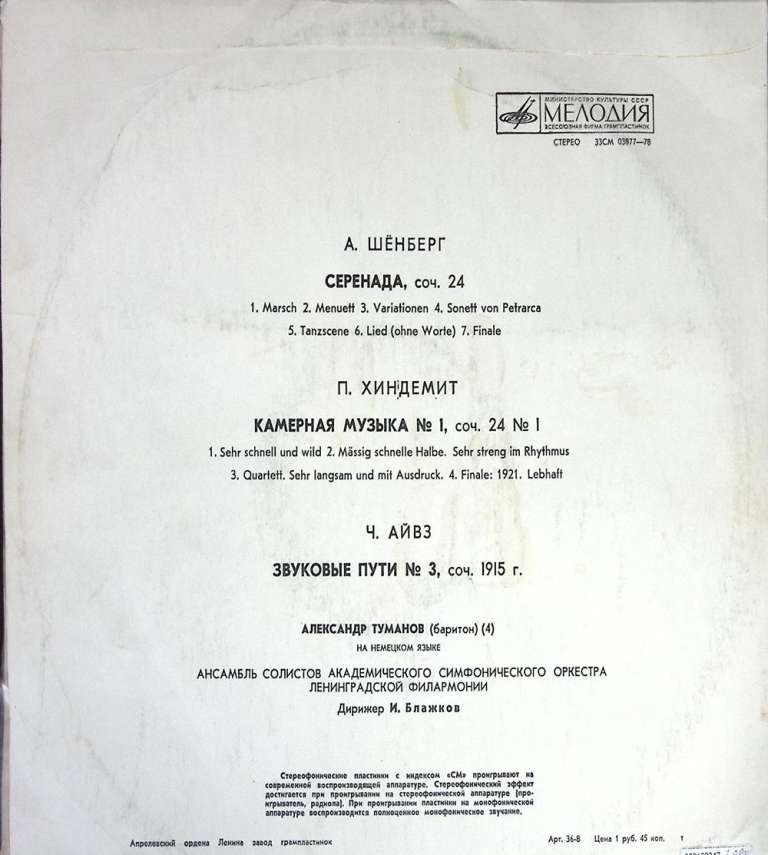 МИНИСТЕРСТВО КУЛЬТУРЫ СССР
МЕЛОДИЯ
ВСЕСОЮЗНАЯ ФИРМА ГРАМПЛАСТИНОК
СТЕРЕО 33СМ 03877—78
А. ШЁНБЕРГ
СЕРЕНАДА, соч. 24
1. Marsch 2. Menuett 3. Variationen 4. Sonett von Petrarca
5. Tanzscene 6. Lied (ohne Worte) 7. Finale
П. ХИНДЕМИТ
КАМЕРНАЯ МУЗЫКА № 1, соч. 24 № 1
1. Sehr schnell und wild 2. Mässig schnelle Halbe. Sehr streng im Rhythmus
3. Quartett. Sehr langsam und mit Ausdruck. 4. Finale: 1921. Lebhaft
Ч. АЙВЗ
ЗВУКОВЫЕ ПУТИ № 3, соч. 1915 г.
АЛЕКСАНДР ТУМАНОВ (баритон) (4)
НА НЕМЕЦКОМ ЯЗЫКЕ
АНСАМБЛЬ СОЛИСТОВ АКАДЕМИЧЕСКОГО СИМФОНИЧЕСКОГО ОРКЕСТРА
ЛЕНИНГРАДСКОЙ ФИЛАРМОНИИ
Дирижер И. Блажков
Стереофонические пластинки с индексом «СМ» проигрывают на
современной воспроизводящей аппаратуре. Стереофонический эффект
достигается при проигрывании на стереофонической аппаратуре (про-
игрыватель, радиола). При проигрывании пластинки на монофонической
аппаратуре воспроизводится полноценное монофоническое звучание.
Апрелевский ордена Ленина завод грампластинок
Арт. 36-8 Цена 1 руб. 45 коп. т